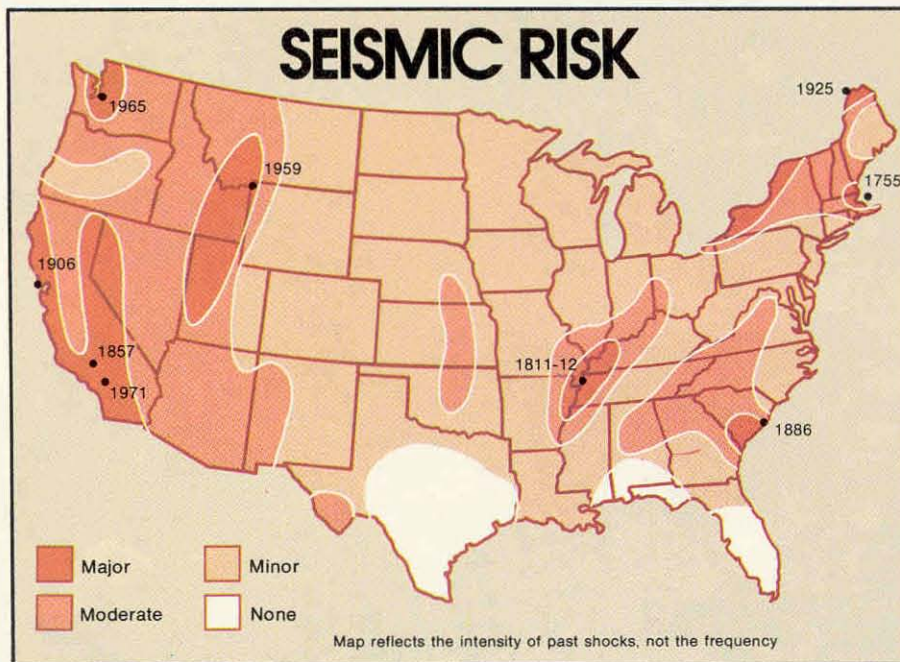 SEISMIC RISK
1925
1965
1959
1755
1906
1857
1811-12
1971
1886
Major
Minor
Moderate
None
Map reflects the intensity of past shocks, not the frequency